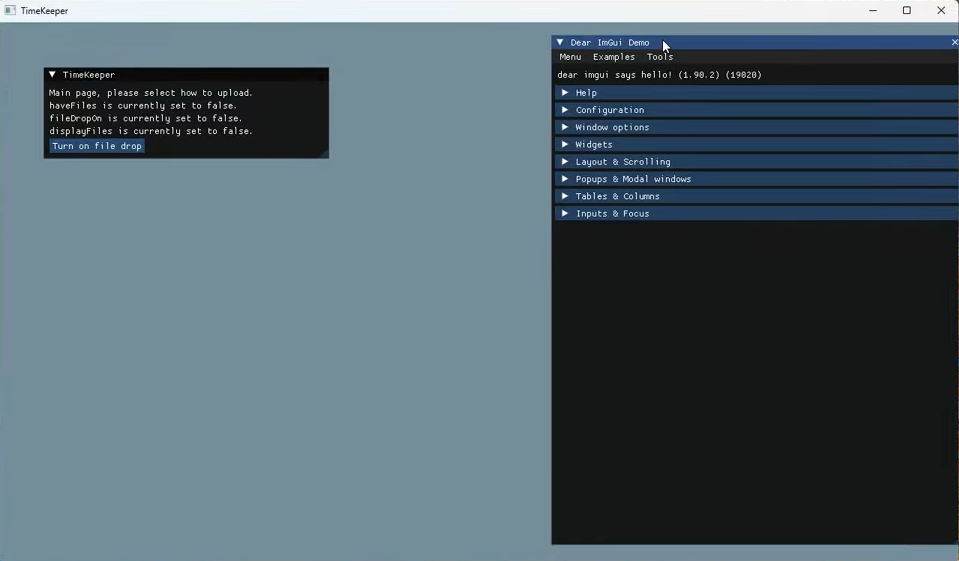 TimeKeeper
TimeKeeper
Main page, please select how to upload.
haveFiles is currently set to false.
fileDropOn is currently set to false.
displayFiles is currently set to false.
Turn on file drop
Dear ImGui Demo
Menu Examples Tools
dear imgui says hello! (1.90.2) (19020)
Help
Configuration
Window options
Widgets
Layout & Scrolling
Popups & Modal windows
Tables & Columns
Inputs & Focus